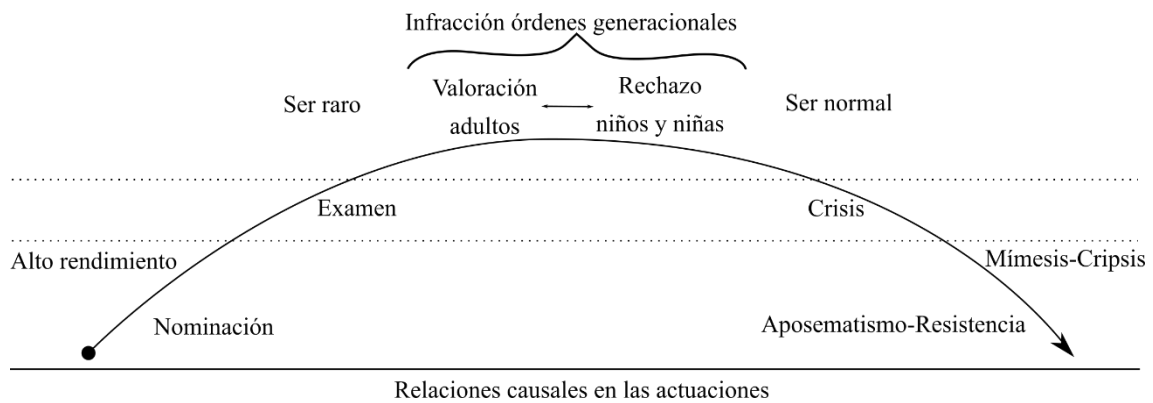 Infracción órdenes generacionales
Ser raro
Valoración
adultos
Rechazo
niños y niñas
Ser normal
Examen
Crisis
Alto rendimiento
Mímesis-Cripsis
Nominación
Aposematismo-Resistencia
Relaciones causales en las actuaciones